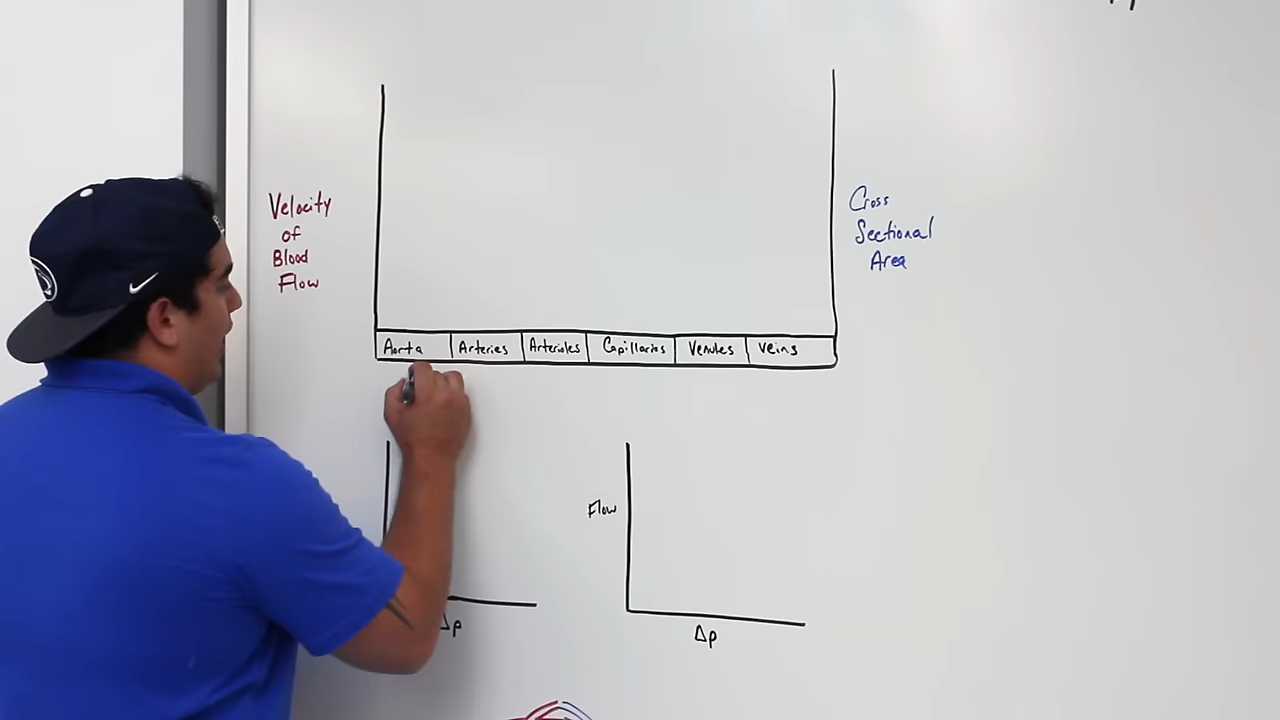 Velocity
of
Blood
Flow
Cross
Sectional
Area
Aorta Arteries Arterioles Capillaries Venules Veins
Flow
Δp
Δp